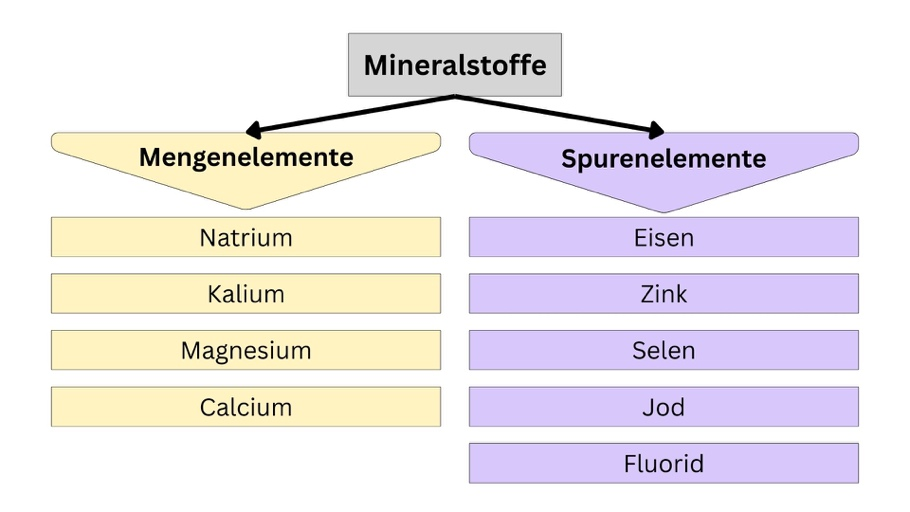 Mineralstoffe
Mengenelemente
Natrium
Kalium
Magnesium
Calcium
Spurenelemente
Eisen
Zink
Selen
Jod
Fluorid